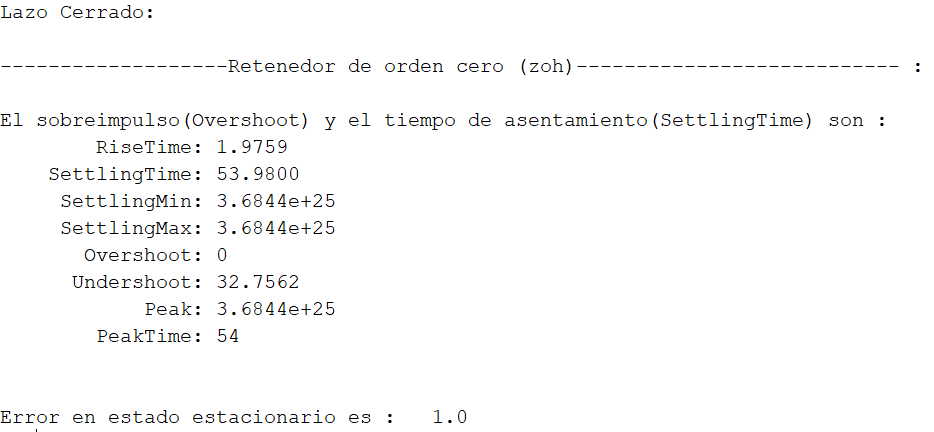 Lazo Cerrado:
-------------------Retenedor de orden cero (zoh)--------------------------- :
El sobreimpulso(Overshoot) y el tiempo de asentamiento(SettlingTime) son :
RiseTime: 1.9759
SettlingTime: 53.9800
SettlingMin: 3.6844e+25
SettlingMax: 3.6844e+25
Overshoot: 0
Undershoot: 32.7562
Peak: 3.6844e+25
PeakTime: 54
Error en estado estacionario es :   1.0